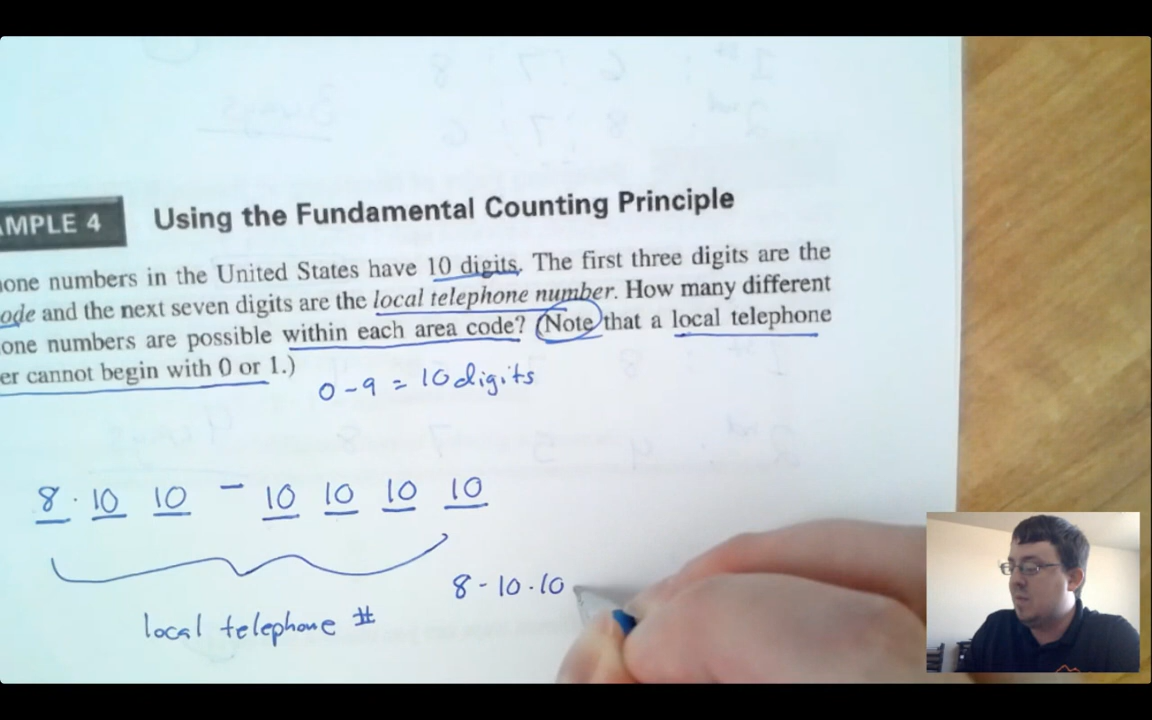 AMPLE 4 Using the Fundamental Counting Principle
one numbers in the United States have 10 digits. The first three digits are the
ode and the next seven digits are the local telephone number. How many different
one numbers are possible within each area code? (Note that a local telephone
er cannot begin with 0 or 1.)
0-9 = 10 digits
8 · 10 10 - 10 10 10 10
8 - 10 · 10
local telephone #